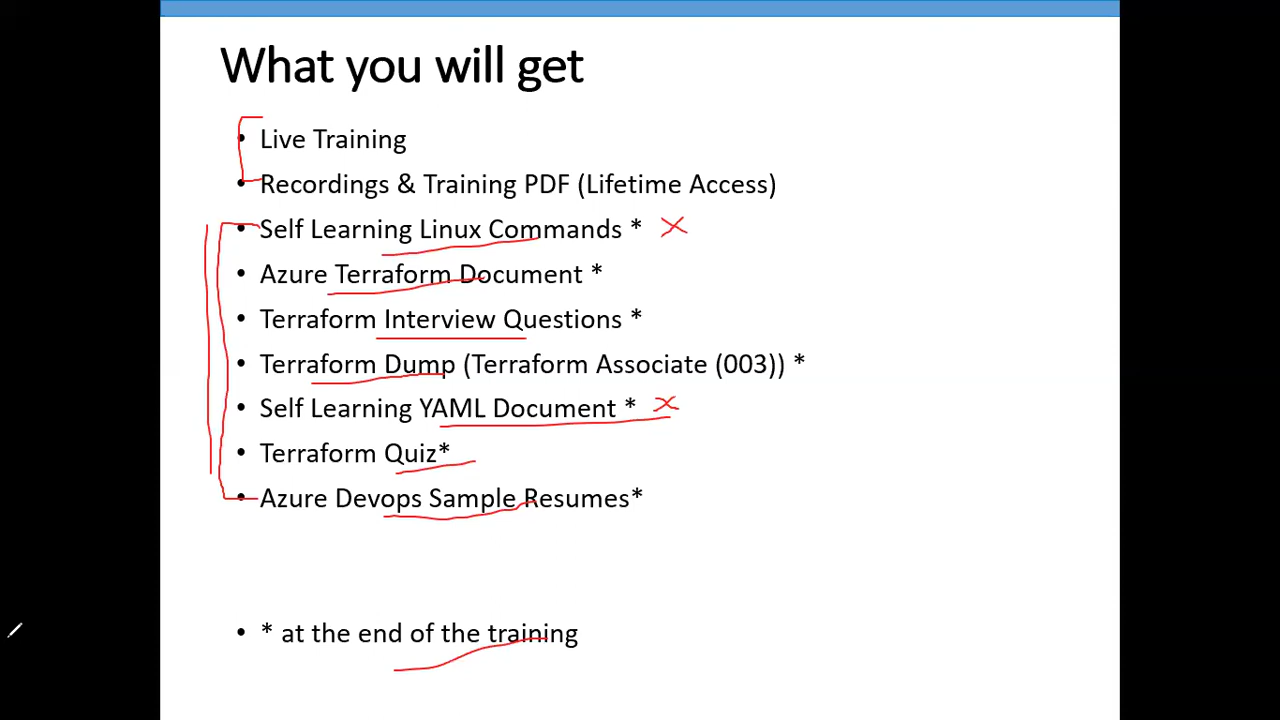 What you will get
• Live Training
• Recordings & Training PDF (Lifetime Access)
• Self Learning Linux Commands *
• Azure Terraform Document *
• Terraform Interview Questions *
• Terraform Dump (Terraform Associate (003)) *
• Self Learning YAML Document *
• Terraform Quiz*
• Azure Devops Sample Resumes*
• * at the end of the training